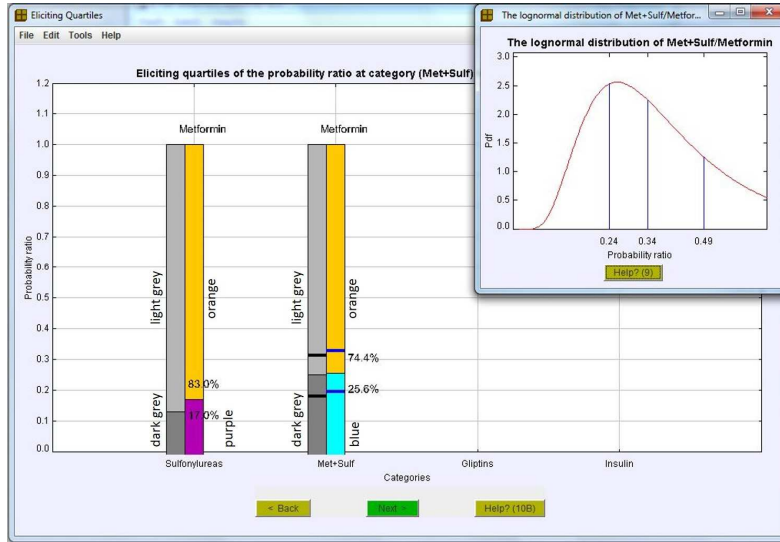 Eliciting Quartiles
File Edit Tools Help
Eliciting quartiles of the probability ratio at category (Met+Sulf)
1.2
1.1
1.0
0.9
0.8
0.7
0.6
0.5
0.4
0.3
0.2
0.1
0.0
Probability ratio
Metformin
Metformin
light grey
orange
light grey
orange
83.0%
17.0%
74.4%
25.6%
dark grey
purple
dark grey
blue
Sulfonylureas
Met+Sulf
Gliptins
Insulin
Categories
< Back
Next >
Help? (10B)
The lognormal distribution of Met+Sulf/Metfor...
The lognormal distribution of Met+Sulf/Metformin
3.0
2.5
2.0
1.5
1.0
0.5
0.0
Pdf
0.24
0.34
0.49
Probability ratio
Help? (9)